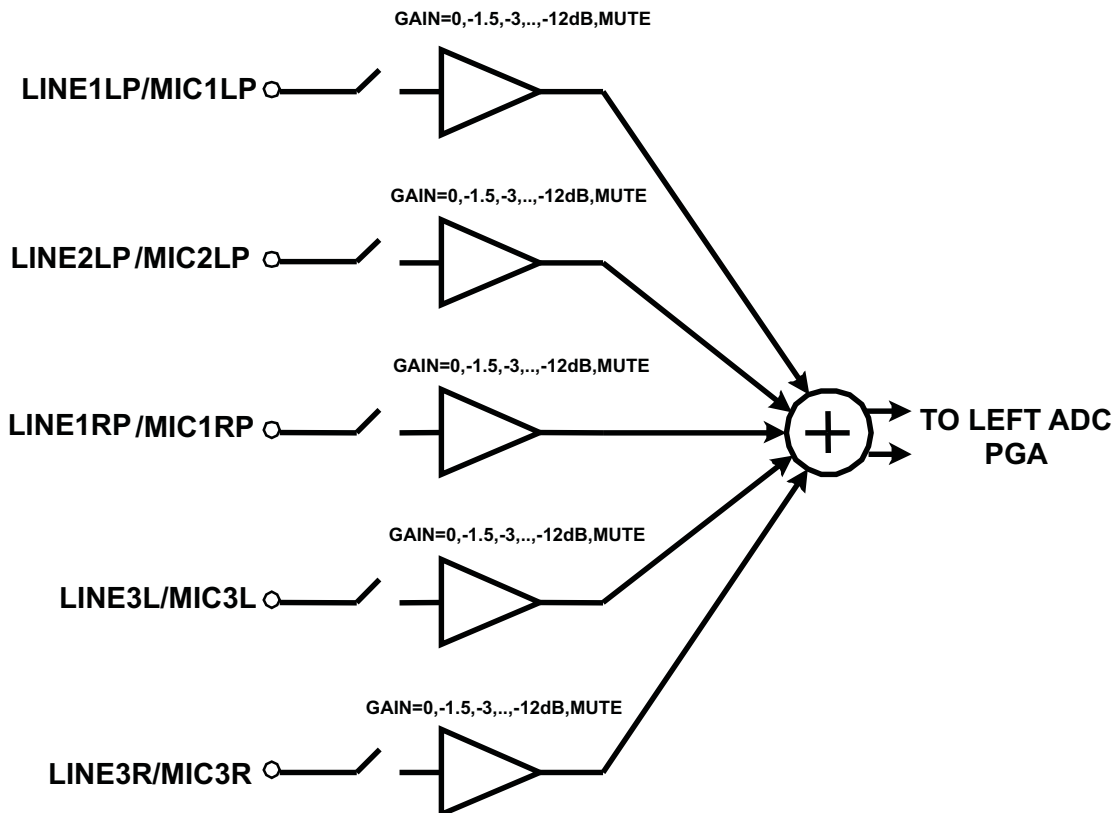 GAIN=0,-1.5,-3,..,-12dB,MUTE
LINE1LP/MIC1LP
GAIN=0,-1.5,-3,..,-12dB,MUTE
LINE2LP/MIC2LP
GAIN=0,-1.5,-3,..,-12dB,MUTE
LINE1RP/MIC1RP
+
TO LEFT ADC
PGA
GAIN=0,-1.5,-3,..,-12dB,MUTE
LINE3L/MIC3L
GAIN=0,-1.5,-3,..,-12dB,MUTE
LINE3R/MIC3R